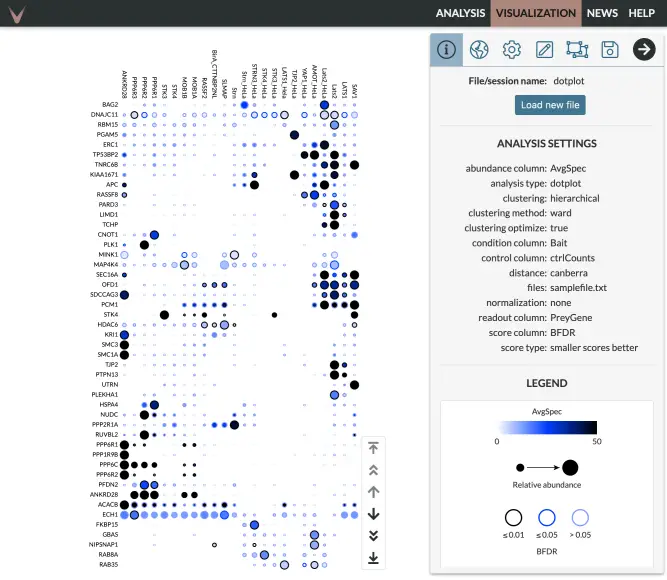 ANALYSIS VISUALIZATION NEWS HELP
File/session name: dotplot
Load new file
ANALYSIS SETTINGS
abundance column: AvgSpec
analysis type: dotplot
clustering: hierarchical
clustering method: ward
clustering optimize: true
condition column: Bait
control column: ctrlCounts
distance: canberra
files: samplefile.txt
normalization: none
readout column: PreyGene
score column: BFDR
score type: smaller scores better
LEGEND
AvgSpec
0 50
Relative abundance
≤ 0.01 ≤ 0.05 > 0.05
BFDR
ANKRD28
PPP6R3
PPP6R2
PPP6R1
STK3
STK4
MOB1B
MOB1A
RASSF2
BirA_CTTNBP2NL
SLMAP
Strn
Strn_HeLa
STRN3_HeLa
STK4_HeLa
STK3_HeLa
LATS1_HeLa
TJP2_HeLa
YAP1_HeLa
AMOT_HeLa
Lats2_HeLa
Lats2
LATS1
SAV1
BAG2
DNAJC11
RBM15
PGAM5
ERC1
TP53BP2
TNRC6B
KIAA1671
APC
RASSF8
PARD3
LIMD1
TCHP
CNOT1
PLK1
MINK1
MAP4K4
SEC16A
OFD1
SDCCAG3
PCM1
STK4
HDAC6
KRI1
SMC3
SMC1A
TJP2
PTPN13
UTRN
PLEKHA1
HSPA4
NUDC
PPP2R1A
RUVBL2
PPP6R1
PPP1R9B
PPP6C
PPP6R2
PFDN2
ANKRD28
ACACB
ECH1
FKBP15
GBAS
NIPSNAP1
RAB8A
RAB35